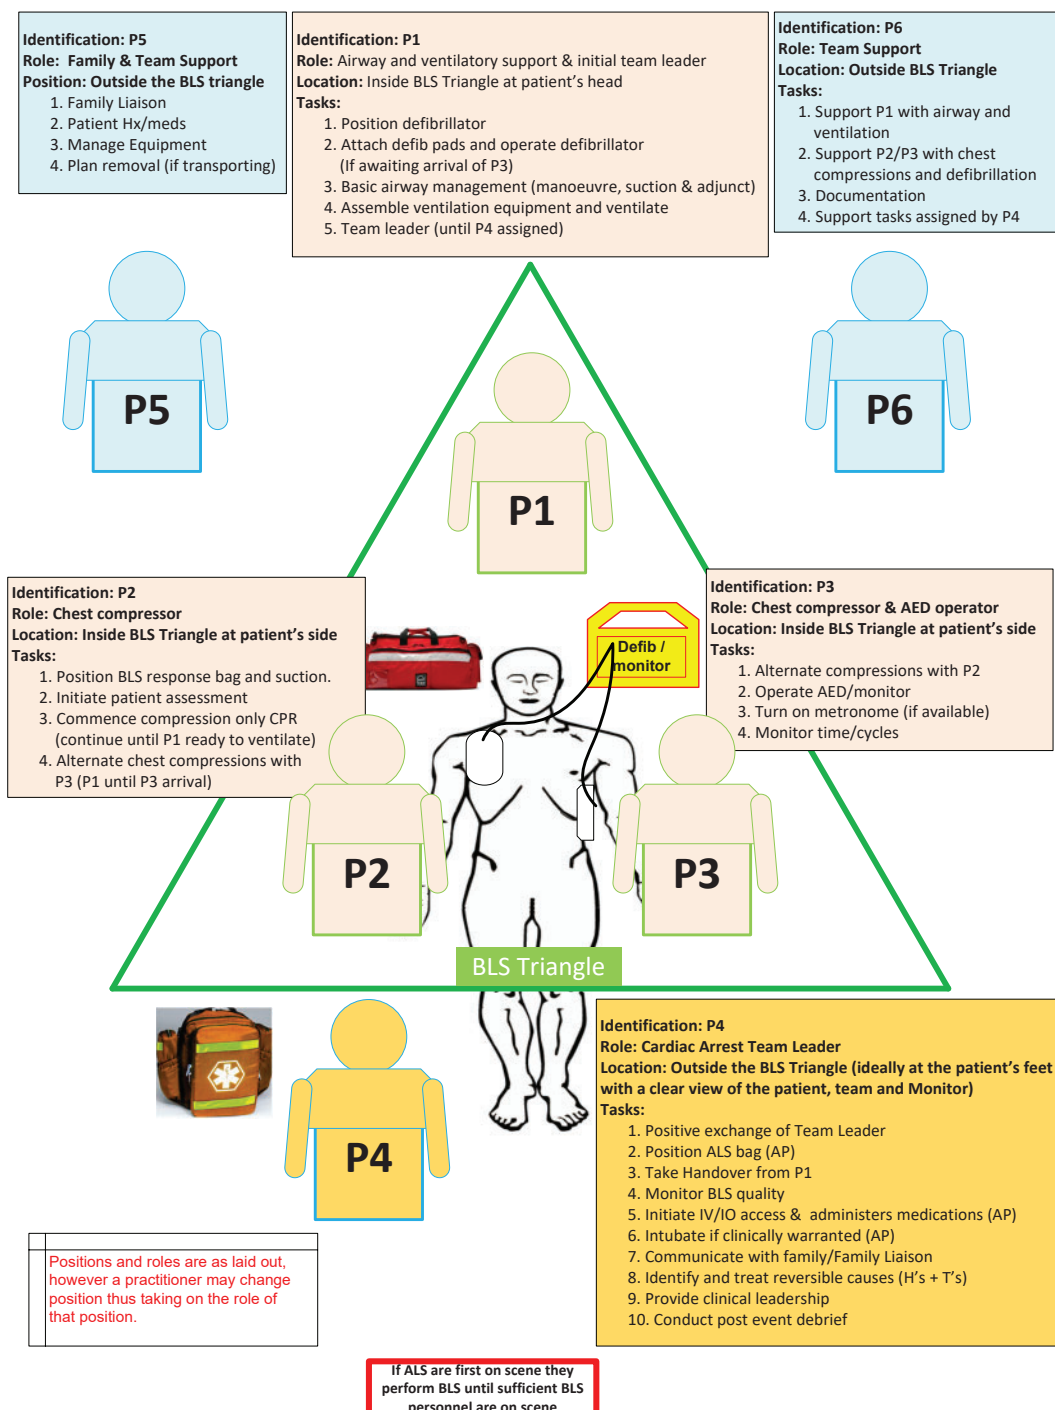 Identification: P5
Role: Family & Team Support
Position: Outside the BLS triangle
1. Family Liaison
2. Patient Hx/meds
3. Manage Equipment
4. Plan removal (if transporting)
Identification: P1
Role: Airway and ventilatory support & initial team leader
Location: Inside BLS Triangle at patient's head
Tasks:
1. Position defibrillator
2. Attach defib pads and operate defibrillator
(If awaiting arrival of P3)
3. Basic airway management (manoeuvre, suction & adjunct)
4. Assemble ventilation equipment and ventilate
5. Team leader (until P4 assigned)
Identification: P6
Role: Team Support
Location: Outside BLS Triangle
Tasks:
1. Support P1 with airway and
ventilation
2. Support P2/P3 with chest
compressions and defibrillation
3. Documentation
4. Support tasks assigned by P4
P5
P6
P1
Identification: P2
Role: Chest compressor
Location: Inside BLS Triangle at patient's side
Tasks:
1. Position BLS response bag and suction.
2. Initiate patient assessment
3. Commence compression only CPR
(continue until P1 ready to ventilate)
4. Alternate chest compressions with
P3 (P1 until P3 arrival)
Defib /
monitor
Identification: P3
Role: Chest compressor & AED operator
Location: Inside BLS Triangle at patient's side
Tasks:
1. Alternate compressions with P2
2. Operate AED/monitor
3. Turn on metronome (if available)
4. Monitor time/cycles
P2
P3
BLS Triangle
P4
Identification: P4
Role: Cardiac Arrest Team Leader
Location: Outside the BLS Triangle (ideally at the patient's feet
with a clear view of the patient, team and Monitor)
Tasks:
1. Positive exchange of Team Leader
2. Position ALS bag (AP)
3. Take Handover from P1
4. Monitor BLS quality
5. Initiate IV/IO access & administers medications (AP)
6. Intubate if clinically warranted (AP)
7. Communicate with family/Family Liaison
8. Identify and treat reversible causes (H's + T's)
9. Provide clinical leadership
10. Conduct post event debrief
Positions and roles are as laid out,
however a practitioner may change
position thus taking on the role of
that position.
If ALS are first on scene they
perform BLS until sufficient BLS
personnel are on scene